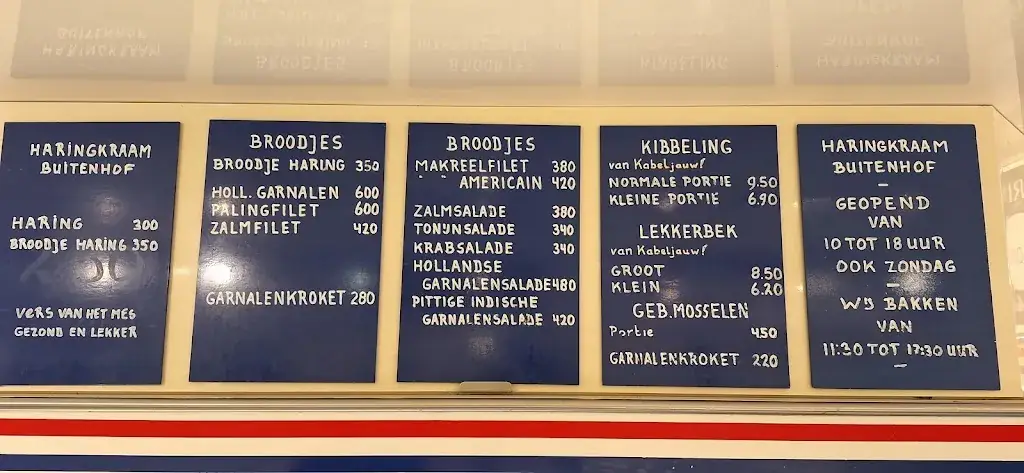 HARINGKRAAM
BUITENHOF
HARING 300
BROODJE HARING 350
VERS VAN HET MES
GEZOND EN LEKKER
BROODJES
BROODJE HARING 350
HOLL. GARNALEN 600
PALINGFILET 600
ZALMFILET 420
GARNALENKROKET 280
BROODJES
MAKREELFILET 380
" " AMERICAIN 420
ZALMSALADE 380
TONIJNSALADE 340
KRABSALADE 340
HOLLANDSE
GARNALENSALADE 480
PITTIGE INDISCHE
GARNALENSALADE 420
KIBBELING
van Kabeljauw!
NORMALE PORTIE 9.50
KLEINE PORTIE 6.90
LEKKERBEK
van Kabeljauw!
GROOT 8.50
KLEIN 6.20
GEB. MOSSELEN
Portie 4.50
GARNALENKROKET 220
HARINGKRAAM
BUITENHOF
GEOPEND
VAN
10 TOT 18 UUR
OOK ZONDAG
WIJ BAKKEN
VAN
11:30 TOT 17:30 UUR